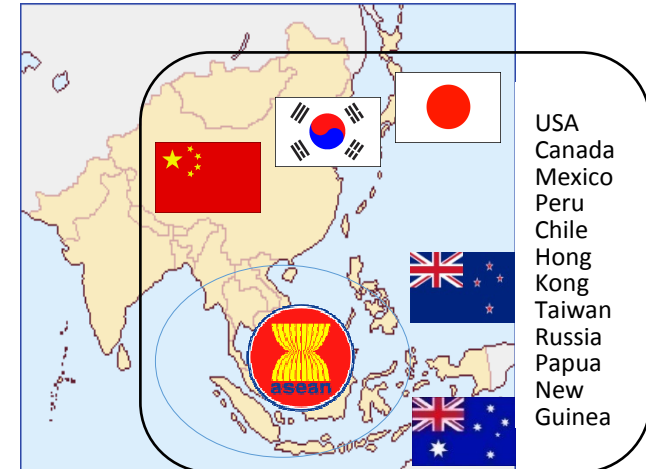 USA
Canada
Mexico
Peru
Chile
Hong
Kong
Taiwan
Russia
Papua
New
Guinea
asean